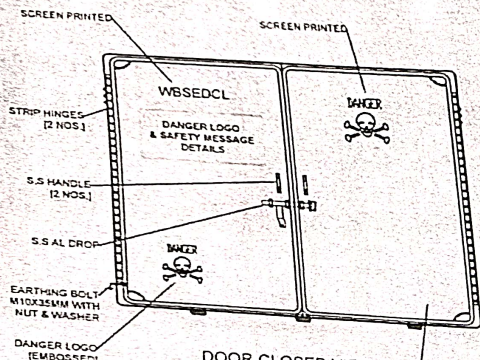 SCREEN PRINTED
SCREEN PRINTED
WBSEDCL
DANGER
STRIP HINGES
[2 NOS.]
DANGER LOGO
& SAFETY MESSAGE
DETAILS
S.S HANDLE
[2 NOS.]
S.S AL DROP
DANGER
EARTHING BOLT
M10X35MM WITH
NUT & WASHER
DANGER LOGO
[EMBOSSED]
DOOR CLOSED